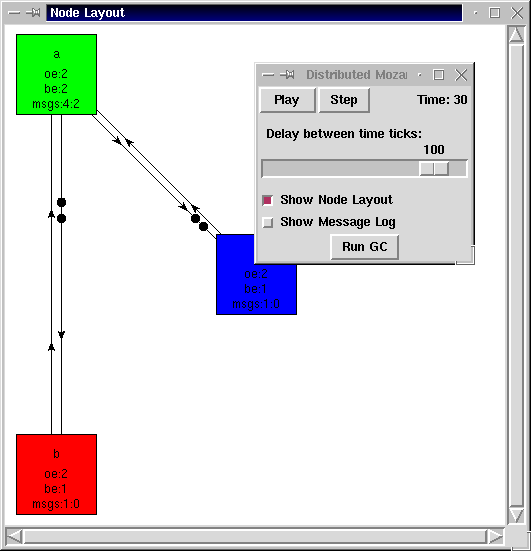 Node Layout
a
oe:2
be:2
msgs:4:2
Distributed Moza
Play
Step
Time: 30
Delay between time ticks:
100
Show Node Layout
Show Message Log
Run GC
oe:2
be:1
msgs:1:0
b
oe:2
be:1
msgs:1:0